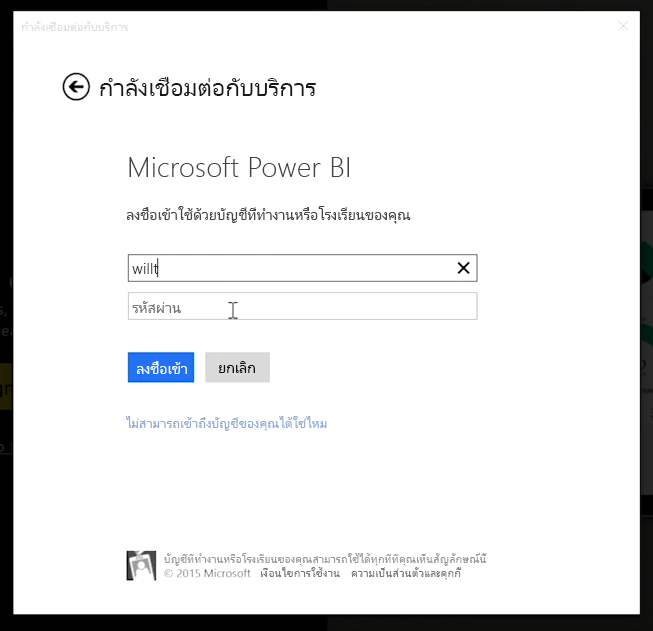 กำลังเชื่อมต่อกับบริการ
กำลังเชื่อมต่อกับบริการ
Microsoft Power BI
ลงชื่อเข้าใช้ด้วยบัญชีที่ทำงานหรือโรงเรียนของคุณ
willt
รหัสผ่าน
ลงชื่อเข้า ยกเลิก
ไม่สามารถเข้าถึงบัญชีของคุณได้ใช่ไหม
บัญชีที่ทำงานหรือโรงเรียนของคุณสามารถใช้ได้ทุกที่ที่คุณเห็นสัญลักษณ์นี้
© 2015 Microsoft เงื่อนไขการใช้งาน ความเป็นส่วนตัวและคุกกี้